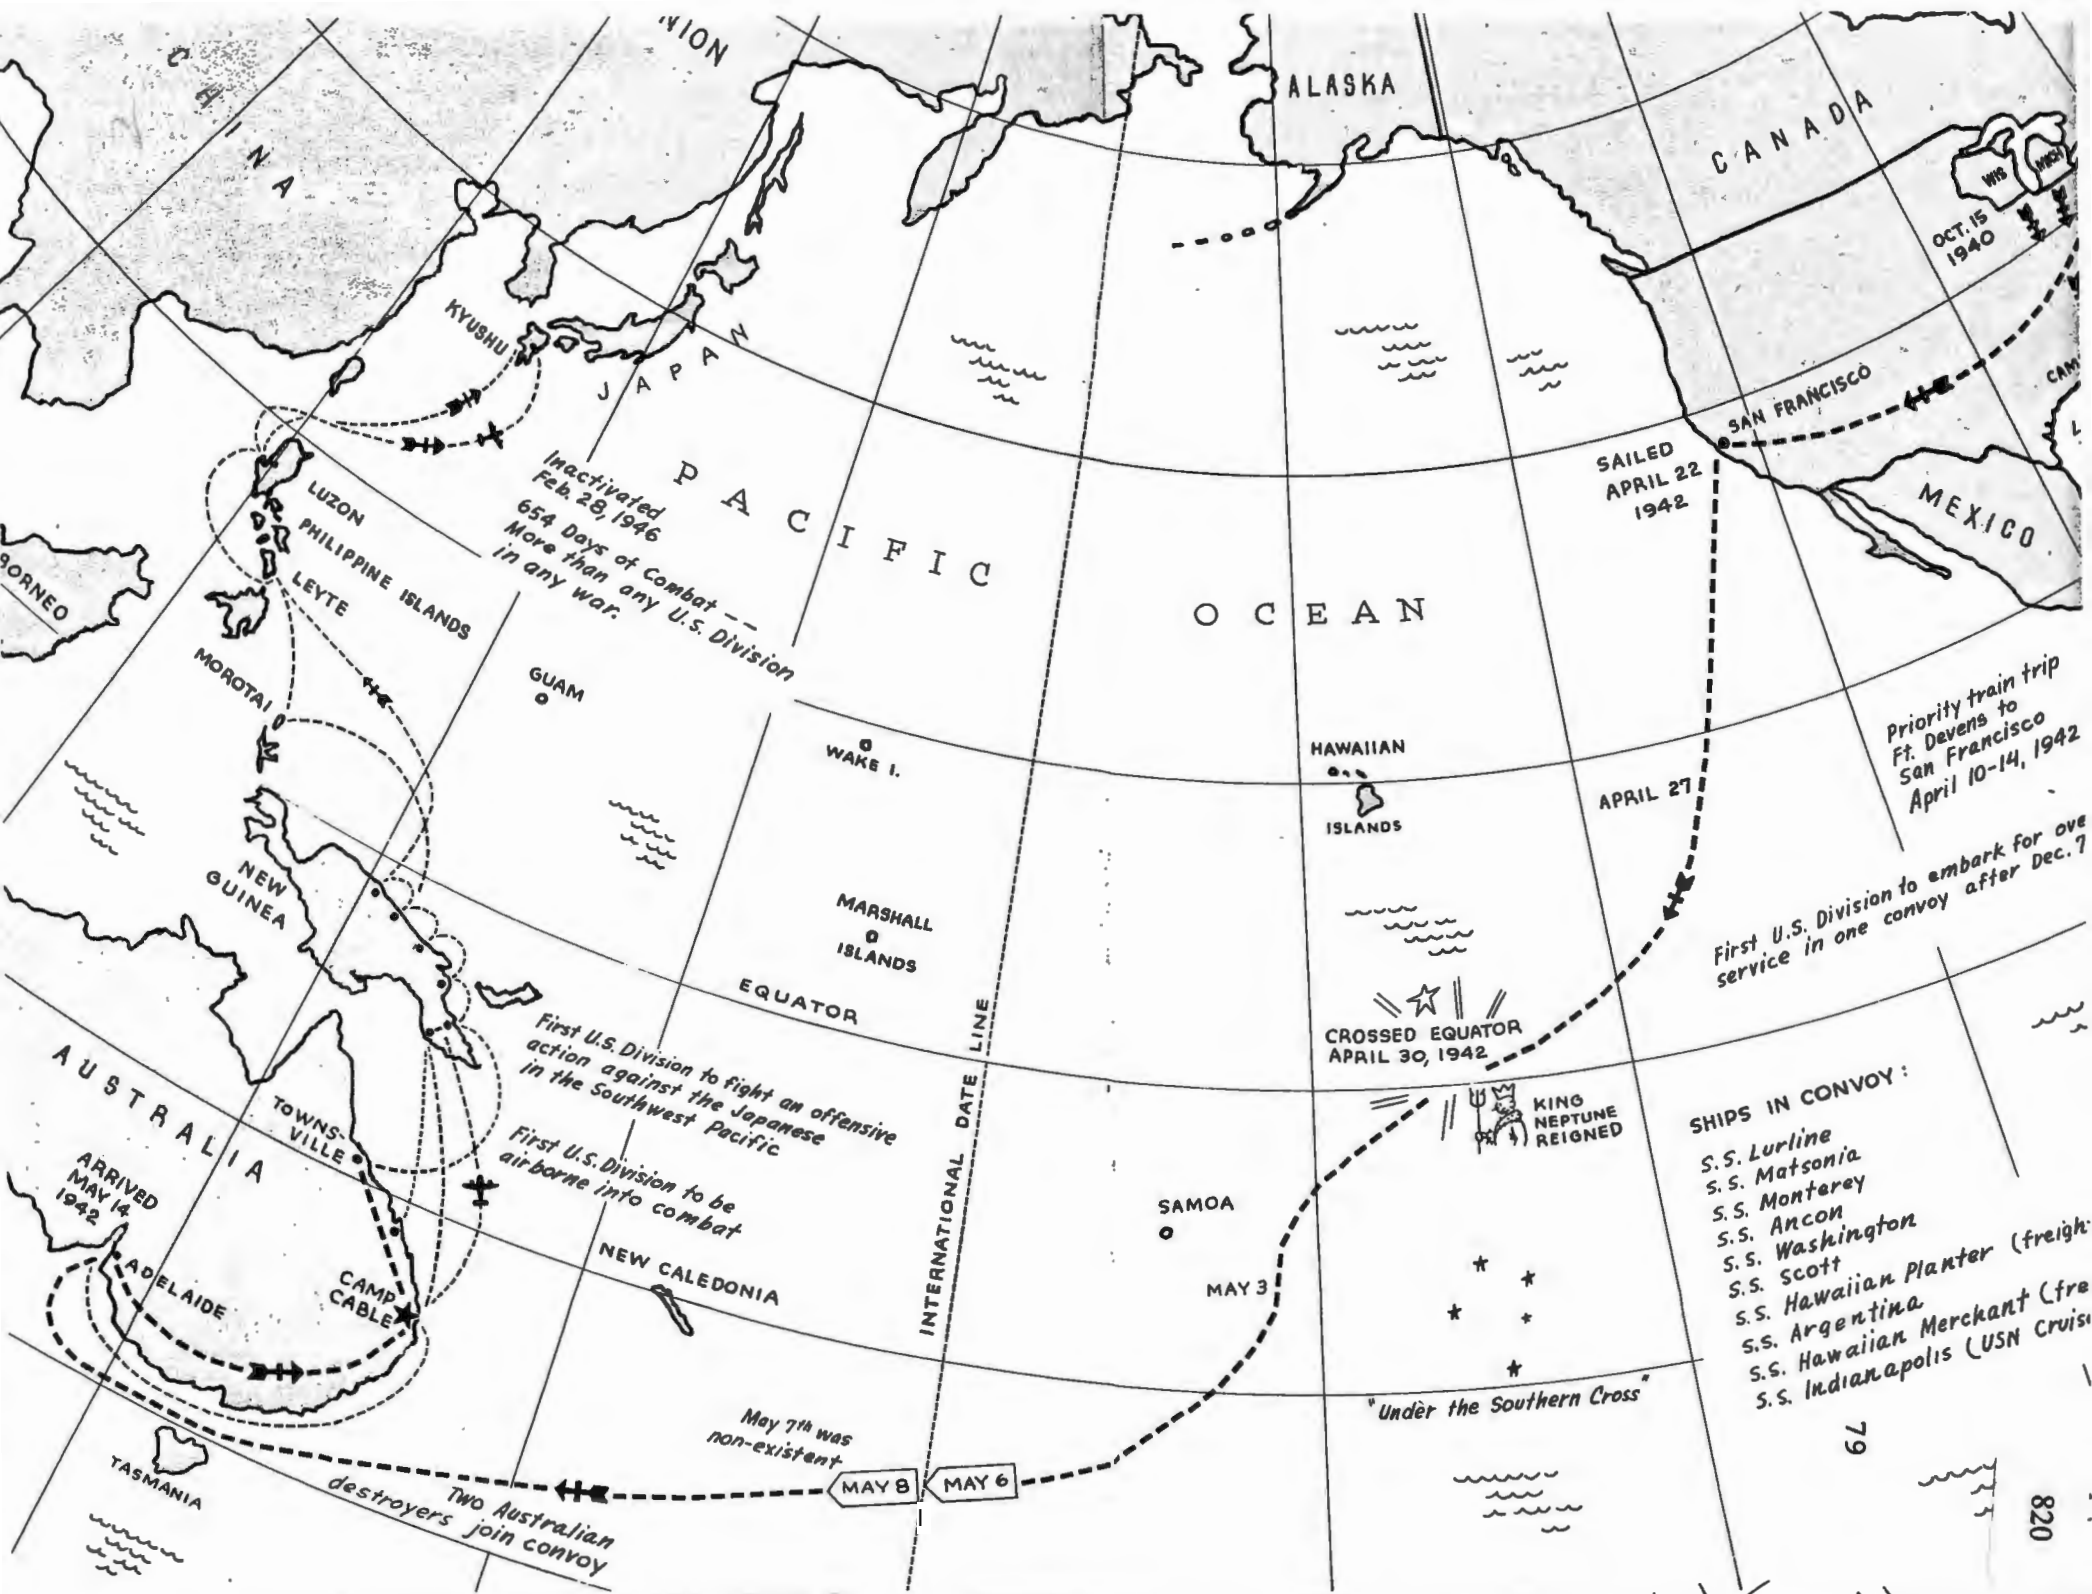 CHINA
NION
ALASKA
CANADA
WIS
MICH
OCT. 15
1940
KYUSHU
JAPAN
SAN FRANCISCO
CAM
L
SAILED
APRIL 22
1942
MEXICO
Inactivated
Feb. 28, 1946
654 Days of Combat --
More than any U.S. Division
in any war.
PACIFIC
OCEAN
LUZON
PHILIPPINE ISLANDS
LEYTE
BORNEO
MOROTAI
GUAM
WAKE I.
HAWAIIAN
ISLANDS
APRIL 27
Priority train trip
Ft. Devens to
San Francisco
April 10-14, 1942
First U.S. Division to embark for ove
service in one convoy after Dec. 7
NEW
GUINEA
MARSHALL
ISLANDS
EQUATOR
INTERNATIONAL DATE LINE
CROSSED EQUATOR
APRIL 30, 1942
KING
NEPTUNE
REIGNED
First U.S. Division to fight an offensive
action against the Japanese
in the Southwest Pacific
First U.S. Division to be
airborne into combat
AUSTRALIA
TOWNS-
VILLE
ARRIVED
MAY 14
1942
ADELAIDE
CAMP
CABLE
NEW CALEDONIA
SAMOA
MAY 3
"Under the Southern Cross"
SHIPS IN CONVOY:
S.S. Lurline
S.S. Matsonia
S.S. Monterey
S.S. Ancon
S.S. Washington
S.S. Scott
S.S. Hawaiian Planter (freigh
S.S. Argentina
S.S. Hawaiian Merchant (fre
S.S. Indianapolis (USN Cruis
May 7th was
non-existent
MAY 8
MAY 6
TASMANIA
Two Australian
destroyers join convoy
79
820